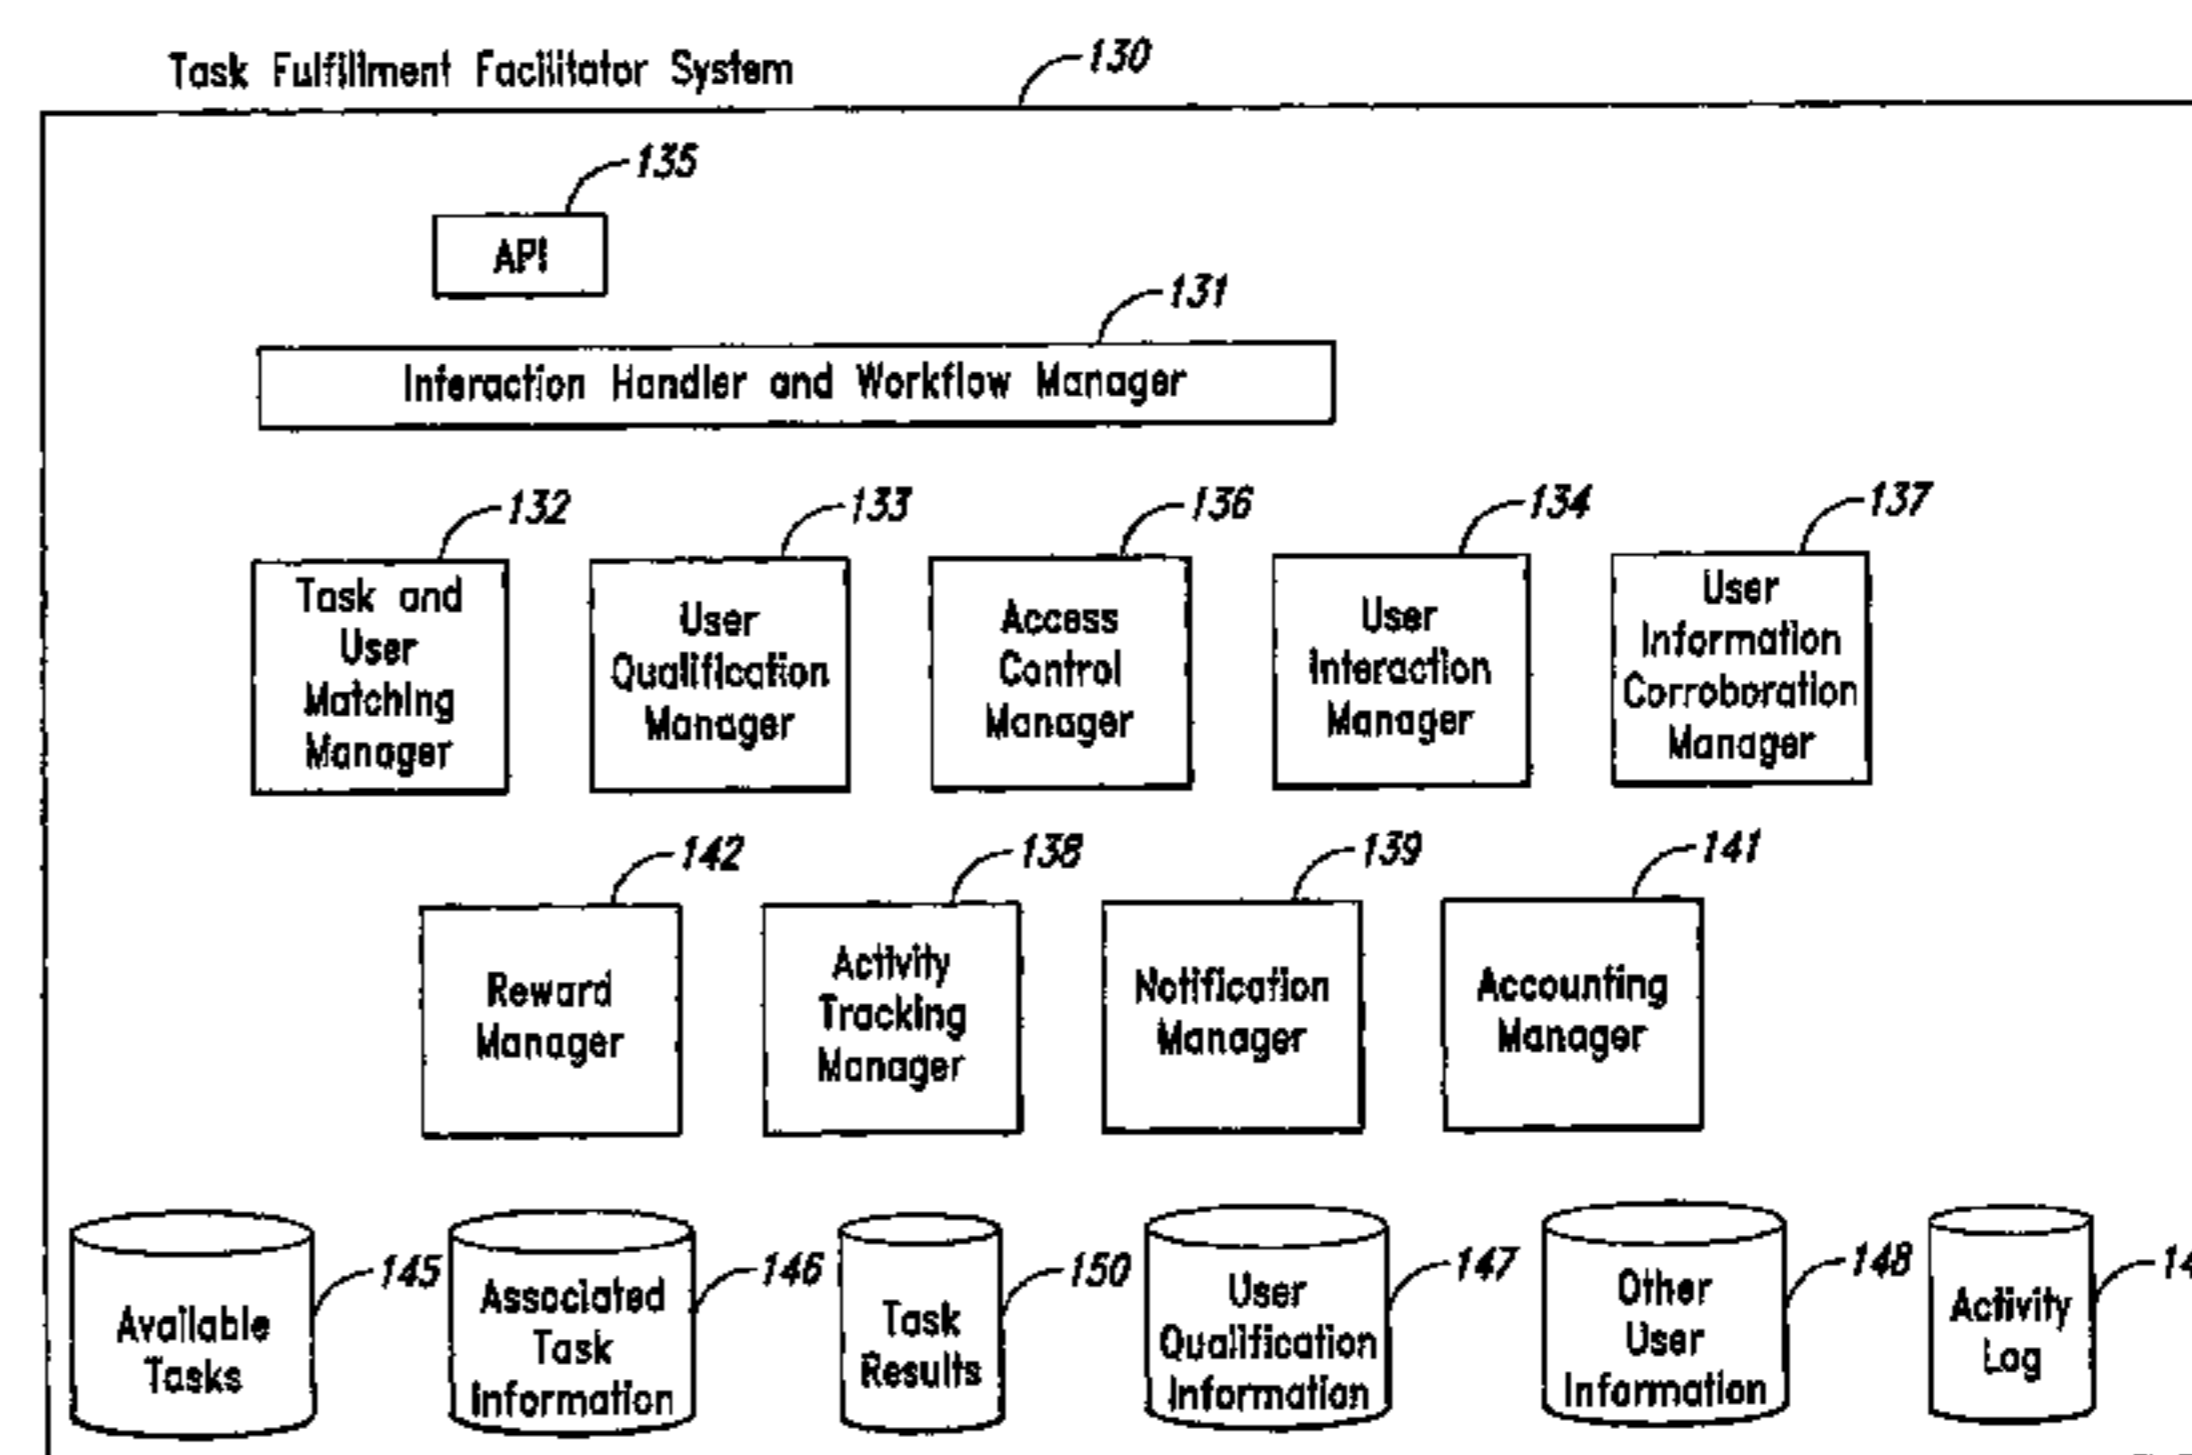 Task Fulfillment Facilitator System
130
135
API
131
Interaction Handler and Workflow Manager
132
133
136
134
137
Task and
User
Matching
Manager
User
Qualification
Manager
Access
Control
Manager
User
Interaction
Manager
User
Information
Corroboration
Manager
142
138
139
141
Reward
Manager
Activity
Tracking
Manager
Notification
Manager
Accounting
Manager
145
Available
Tasks
146
Associated
Task
Information
150
Task
Results
147
User
Qualification
Information
148
Other
User
Information
Activity
Log